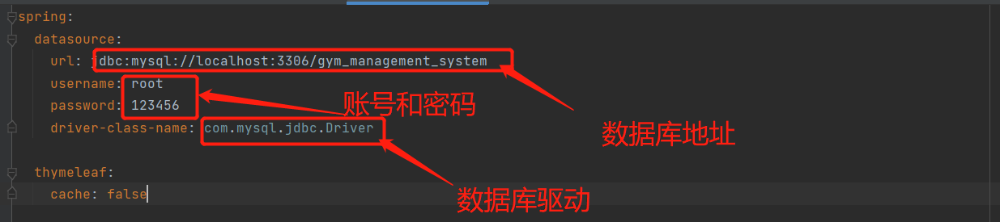 spring:
datasource:
url: jdbc:mysql://localhost:3306/gym_management_system
username: root
password: 123456
账号和密码
driver-class-name: com.mysql.jdbc.Driver
数据库地址
thymeleaf:
cache: false
数据库驱动